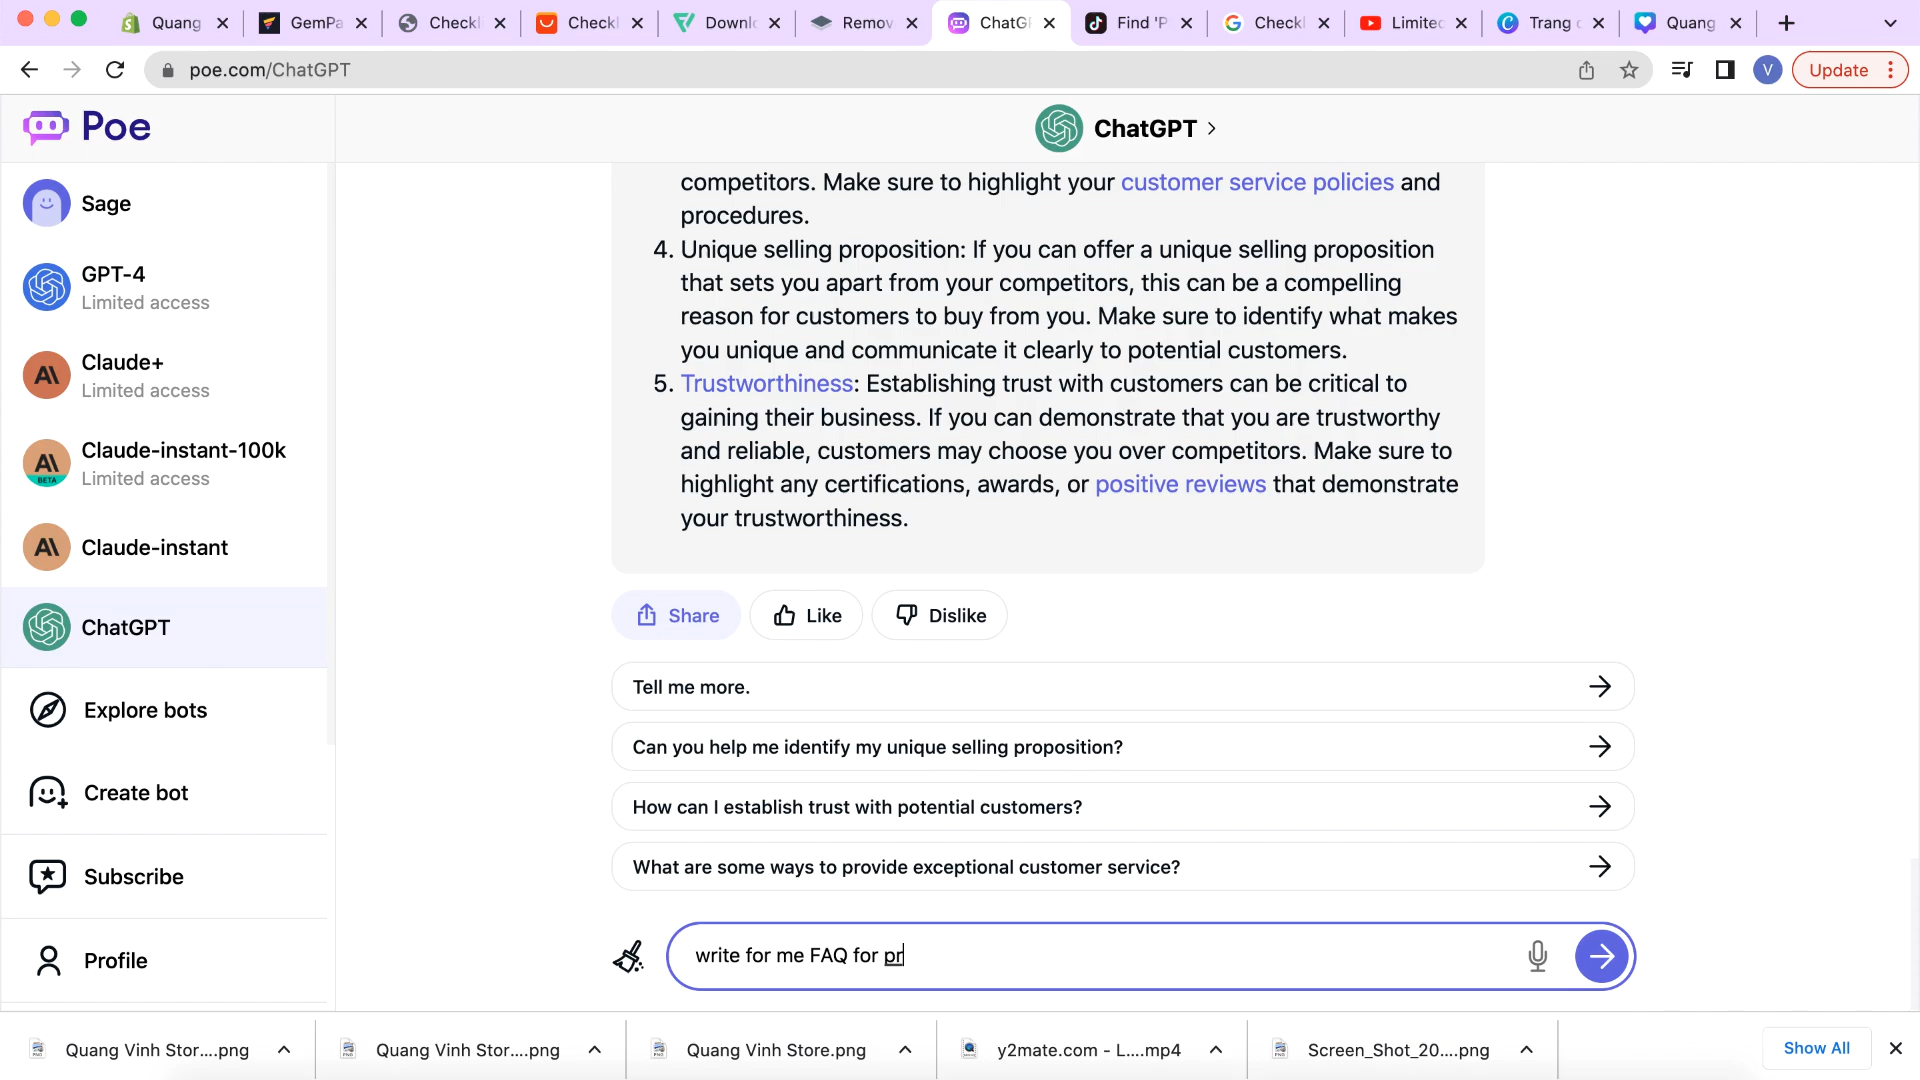 Quang
GemPa
Checkl
Checkl
Downlo
Remov
ChatGP
Find 'P
Checkl
Limited
Trang
Quang
poe.com/ChatGPT
V
Update
Poe
ChatGPT
Sage
GPT-4
Limited access
Claude+
Limited access
Claude-instant-100k
Limited access
BETA
Claude-instant
ChatGPT
Explore bots
Create bot
Subscribe
Profile
competitors. Make sure to highlight your customer service policies and
procedures.
4. Unique selling proposition: If you can offer a unique selling proposition
that sets you apart from your competitors, this can be a compelling
reason for customers to buy from you. Make sure to identify what makes
you unique and communicate it clearly to potential customers.
5. Trustworthiness: Establishing trust with customers can be critical to
gaining their business. If you can demonstrate that you are trustworthy
and reliable, customers may choose you over competitors. Make sure to
highlight any certifications, awards, or positive reviews that demonstrate
your trustworthiness.
Share
Like
Dislike
Tell me more.
Can you help me identify my unique selling proposition?
How can I establish trust with potential customers?
What are some ways to provide exceptional customer service?
write for me FAQ for pr
Quang Vinh Stor....png
Quang Vinh Stor....png
Quang Vinh Store.png
y2mate.com - L....mp4
Screen_Shot_20....png
Show All